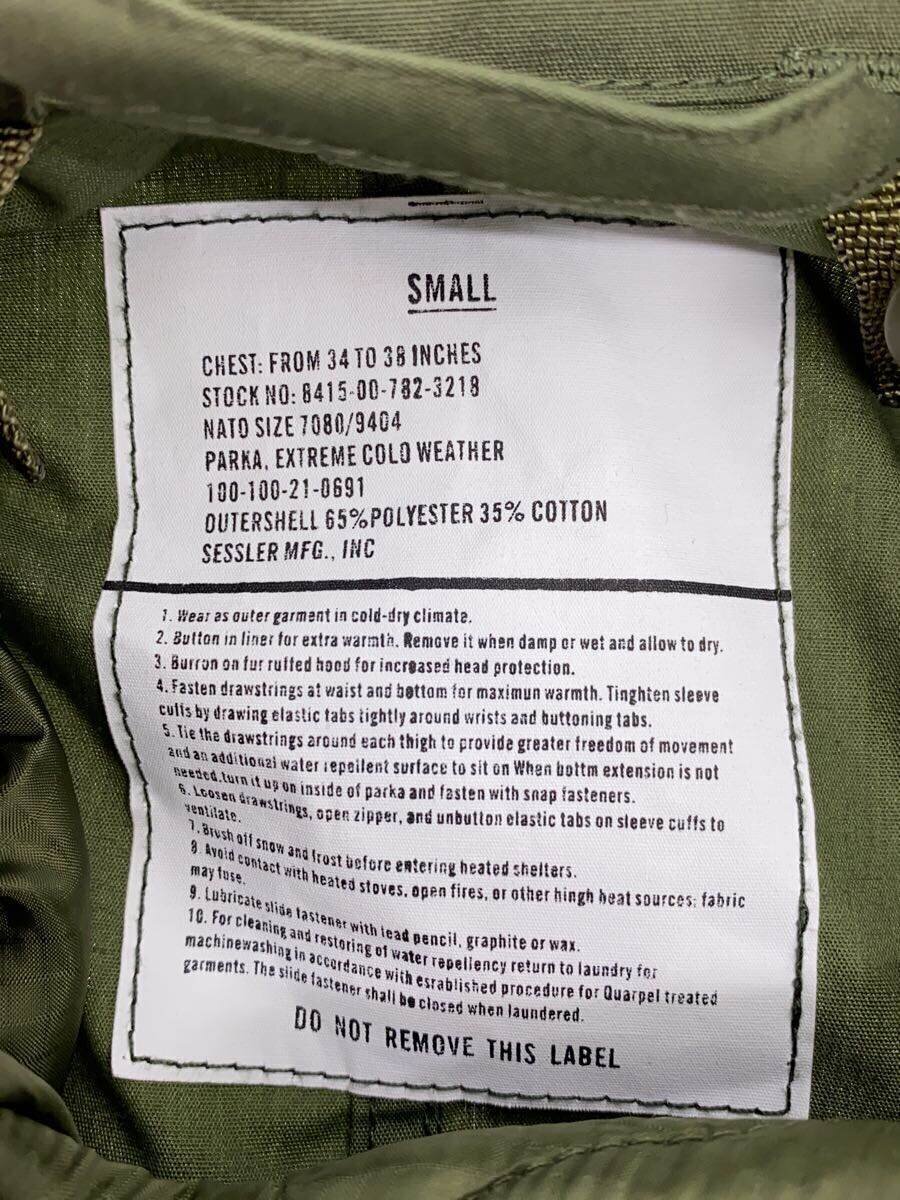 SMALL
CHEST: FROM 34 TO 38 INCHES
STOCK NO: 8415-00-782-3218
NATO SIZE 7080/9404
PARKA, EXTREME COLD WEATHER
100-100-21-0691
OUTERSHELL 65%POLYESTER 35% COTTON
SESSLER MFG., INC
1. Wear as outer garment in cold-dry climate.
2. Button in liner for extra warmth. Remove it when damp or wet and allow to dry.
3. Burron on fur ruffed hood for increased head protection.
4. Fasten drawstrings at waist and bottom for maximun warmth. Tinghten sleeve
cuffs by drawing elastic tabs tightly around wrists and buttoning tabs.
5. Tie the drawstrings around each thigh to provide greater freedom of movement
and an additional water repellent surface to sit on When bottm extension is not
needed, turn it up on inside of parka and fasten with snap fasteners.
6. Loosen drawstrings, open zipper, and unbutton elastic tabs on sleeve cuffs to
ventilate.
7. Brush off snow and frost before entering heated shelters.
8. Avoid contact with heated stoves, open fires, or other hingh heat sources; fabric
may fuse.
9. Lubricate slide fastener with lead pencil, graphite or wax.
10. For cleaning and restoring of water repellency return to laundry for
machinewashing in accordance with esrablished procedure for Quarpel treated
garments. The slide fastener shall be closed when laundered.
DO NOT REMOVE THIS LABEL